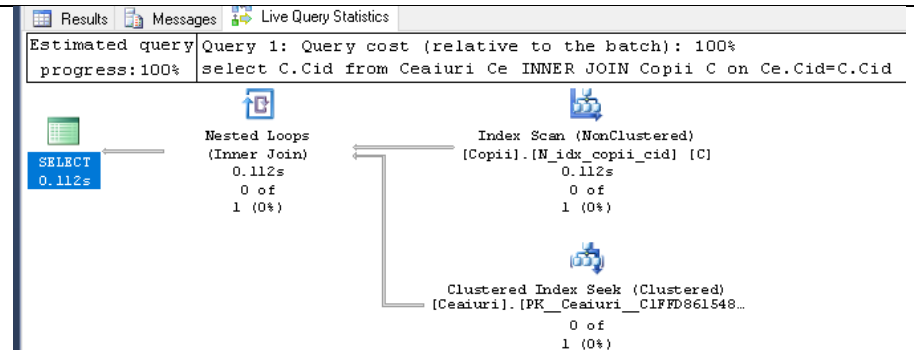 Results Messages Live Query Statistics
Estimated query Query 1: Query cost (relative to the batch): 100%
progress:100% select C.Cid from Ceaiuri Ce INNER JOIN Copii C on Ce.Cid=C.Cid
SELECT
0.112s
Nested Loops
(Inner Join)
0.112s
0 of
1 (0%)
Index Scan (NonClustered)
[Copii].[N_idx_copii_cid] [C]
0.112s
0 of
1 (0%)
Clustered Index Seek (Clustered)
[Ceaiuri].[PK__Ceaiuri__C1FFD861548…
0 of
1 (0%)